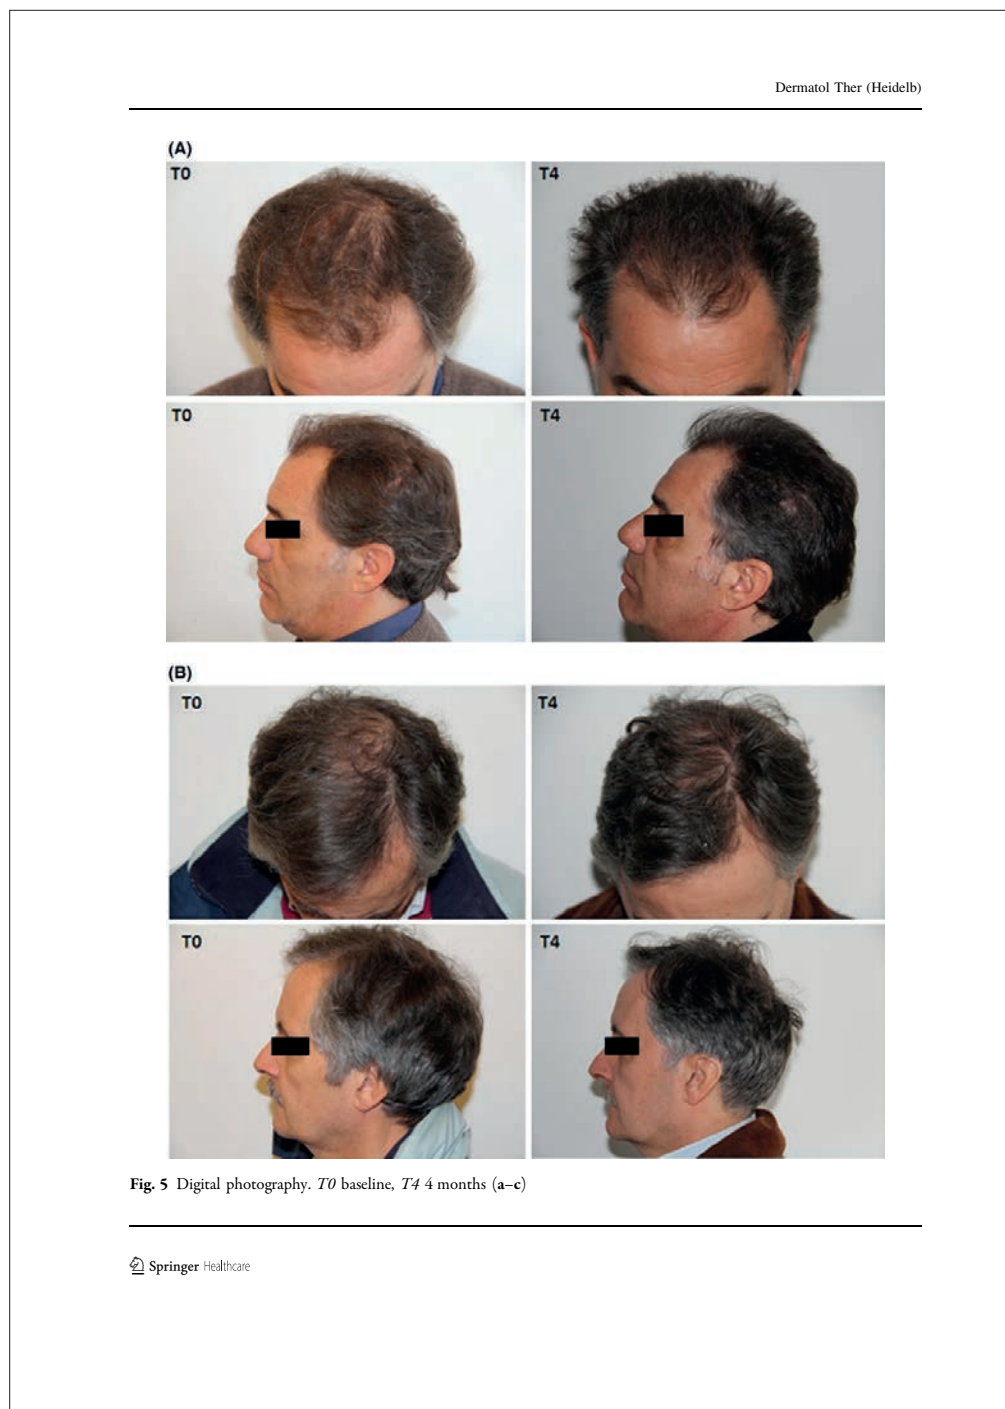 Dermatol Ther (Heidelb)
(A)
T0
T4
T0
T4
(B)
T0
T4
T0
T4
Fig. 5 Digital photography. T0 baseline, T4 4 months (a–c)
Springer Healthcare